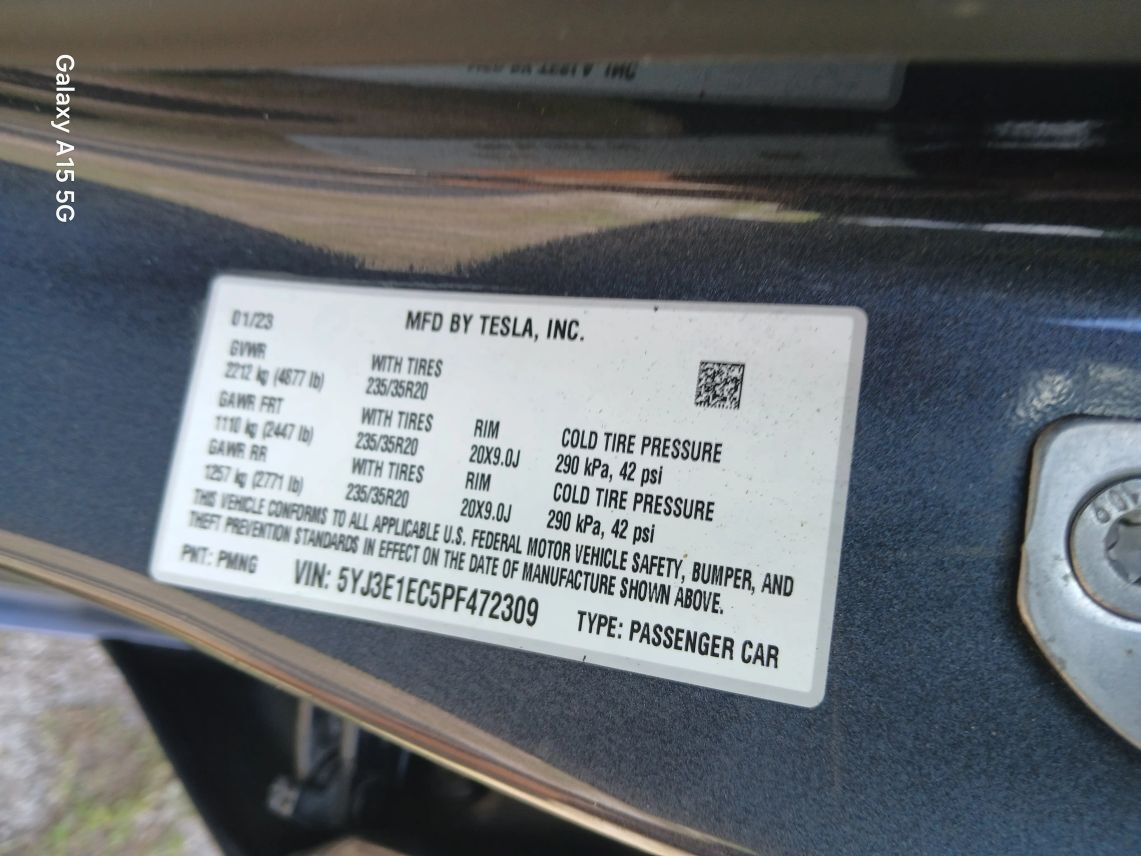 Galaxy A15 5G
01/23 MFD BY TESLA, INC.
GVWR
2212 kg (4877 lb) WITH TIRES
235/35R20
GAWR FRT
1110 kg (2447 lb) WITH TIRES
235/35R20 RIM
20X9.0J COLD TIRE PRESSURE
290 kPa, 42 psi
GAWR RR
1257 kg (2771 lb) WITH TIRES
235/35R20 RIM
20X9.0J COLD TIRE PRESSURE
290 kPa, 42 psi
THIS VEHICLE CONFORMS TO ALL APPLICABLE U.S. FEDERAL MOTOR VEHICLE SAFETY, BUMPER, AND
THEFT PREVENTION STANDARDS IN EFFECT ON THE DATE OF MANUFACTURE SHOWN ABOVE.
PNT: PMNG VIN: 5YJ3E1EC5PF472309 TYPE: PASSENGER CAR